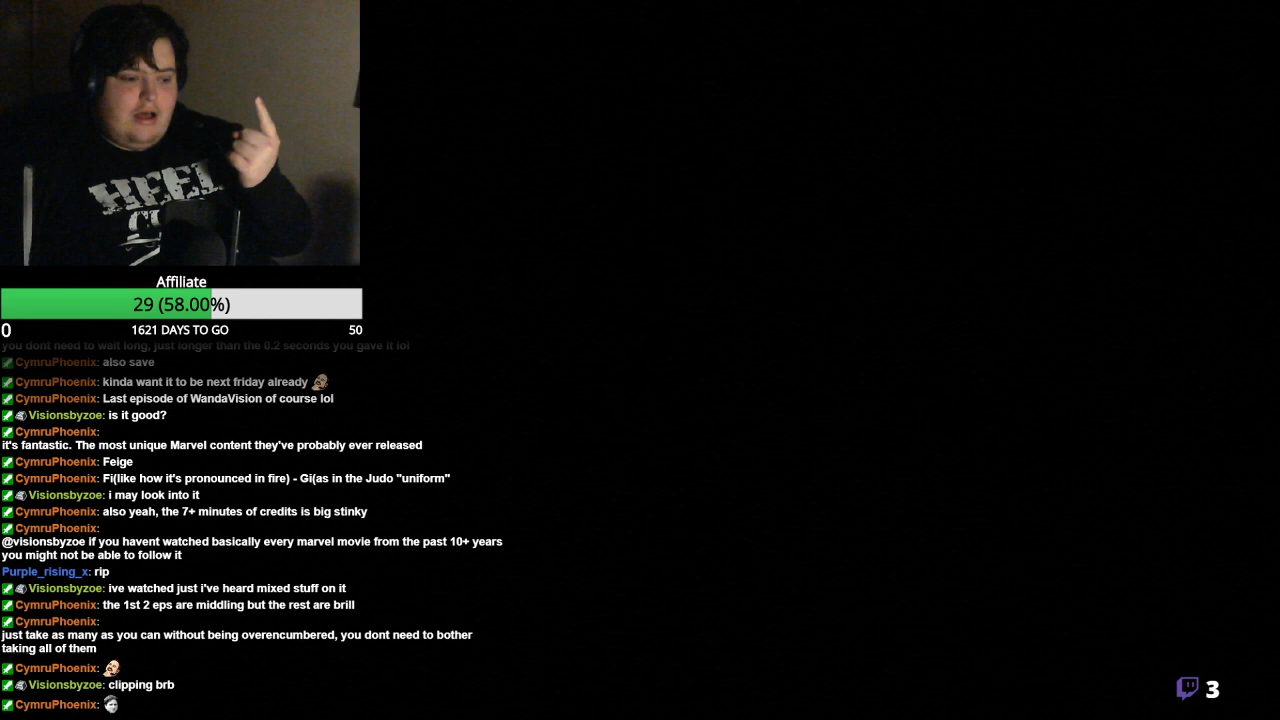 HEEL
Affiliate
29 (58.00%)
0 1621 DAYS TO GO 50
you dont need to wait long, just longer than the 0.2 seconds you gave it lol
CymruPhoenix: also save
CymruPhoenix: kinda want it to be next friday already
CymruPhoenix: Last episode of WandaVision of course lol
Visionsbyzoe: is it good?
CymruPhoenix:
it's fantastic. The most unique Marvel content they've probably ever released
CymruPhoenix: Feige
CymruPhoenix: Fi(like how it's pronounced in fire) - Gi(as in the Judo "uniform"
Visionsbyzoe: i may look into it
CymruPhoenix: also yeah, the 7+ minutes of credits is big stinky
CymruPhoenix:
@visionsbyzoe if you havent watched basically every marvel movie from the past 10+ years
you might not be able to follow it
Purple_rising_x: rip
Visionsbyzoe: ive watched just i've heard mixed stuff on it
CymruPhoenix: the 1st 2 eps are middling but the rest are brill
CymruPhoenix:
just take as many as you can without being overencumbered, you dont need to bother
taking all of them
CymruPhoenix:
Visionsbyzoe: clipping brb
CymruPhoenix:
3